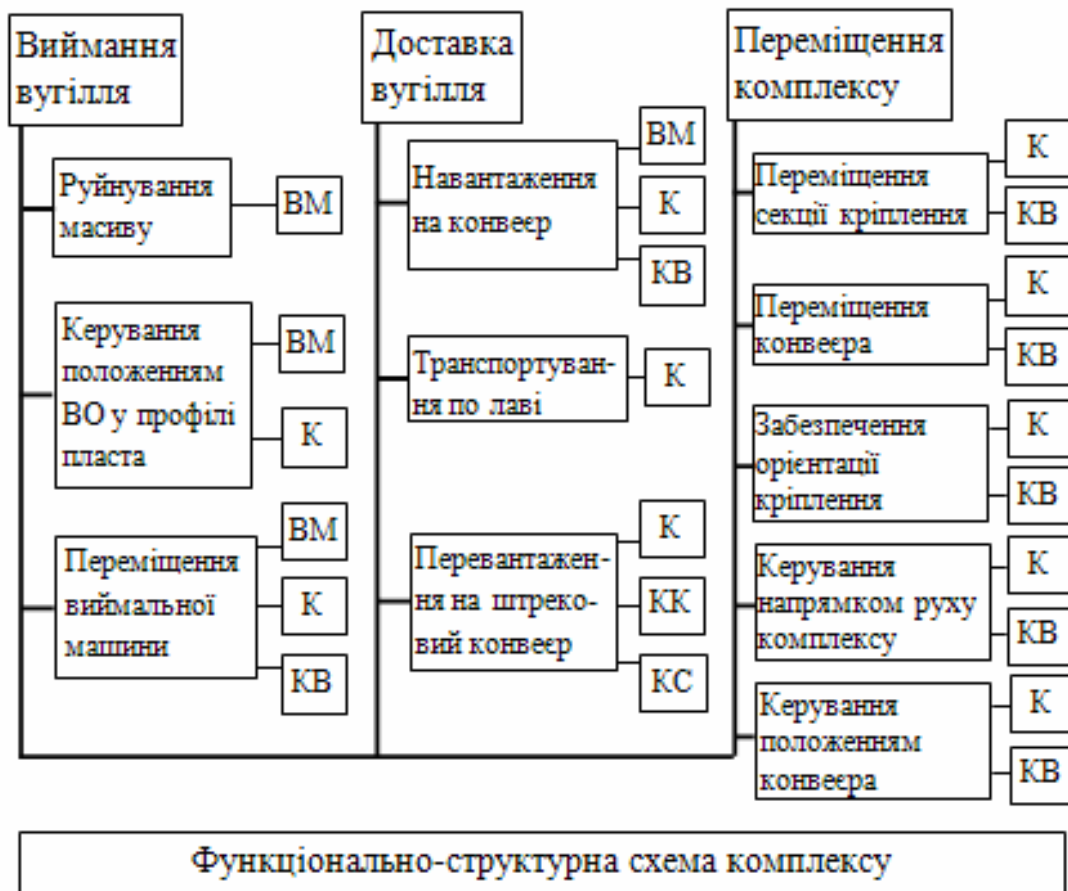 Виймання
вугілля
Руйнування
масиву
ВМ
Керування
положенням
ВО у профілі
пласта
ВМ
К
Переміщення
виймальної
машини
ВМ
К
КВ
Доставка
вугілля
Навантаження
на конвеєр
ВМ
К
КВ
Транспортуван-
ня по лаві
К
Перевантажен-
ня на штреко-
вий конвеєр
К
КК
КС
Переміщення
комплексу
Переміщення
секції кріплення
К
КВ
Переміщення
конвеєра
К
КВ
Забезпечення
орієнтації
кріплення
К
КВ
Керування
напрямком руху
комплексу
К
КВ
Керування
положенням
конвеєра
К
КВ
Функціонально-структурна схема комплексу